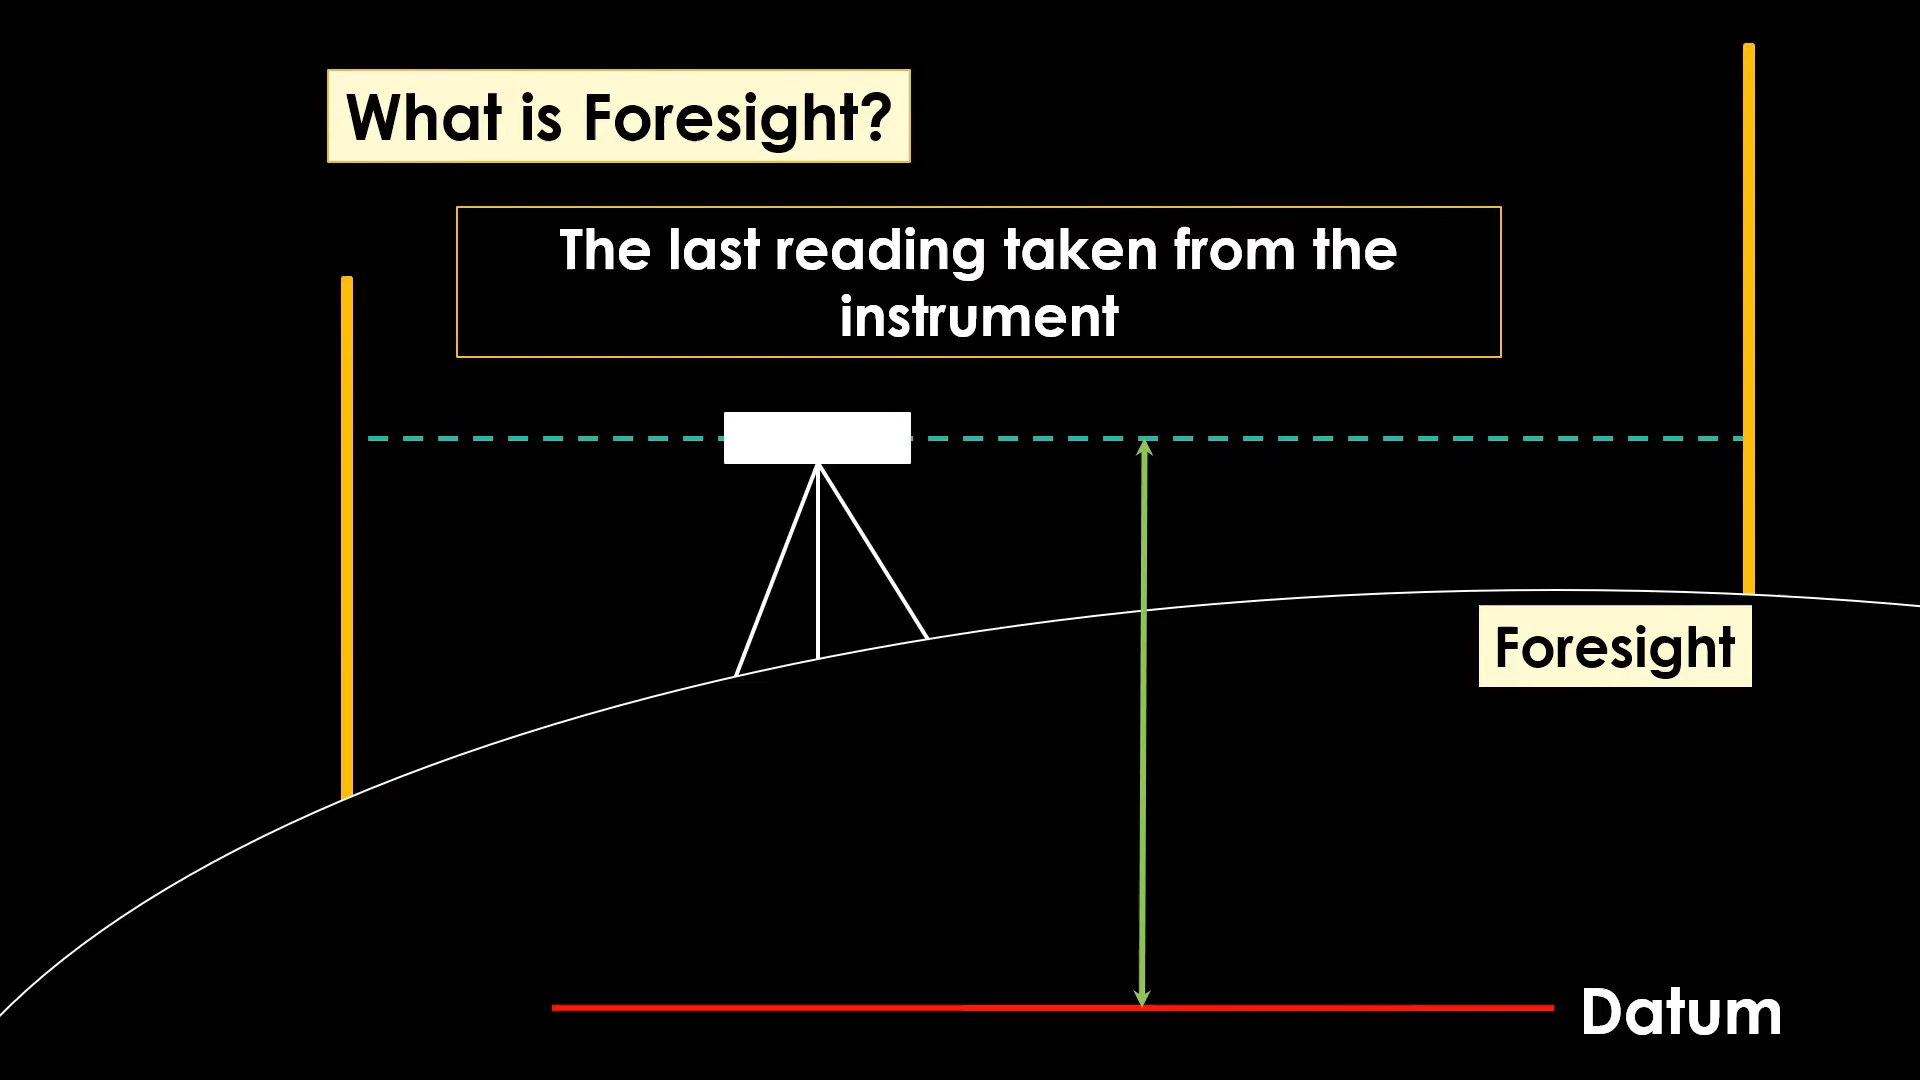 What is Foresight?
The last reading taken from the
instrument
Foresight
Datum